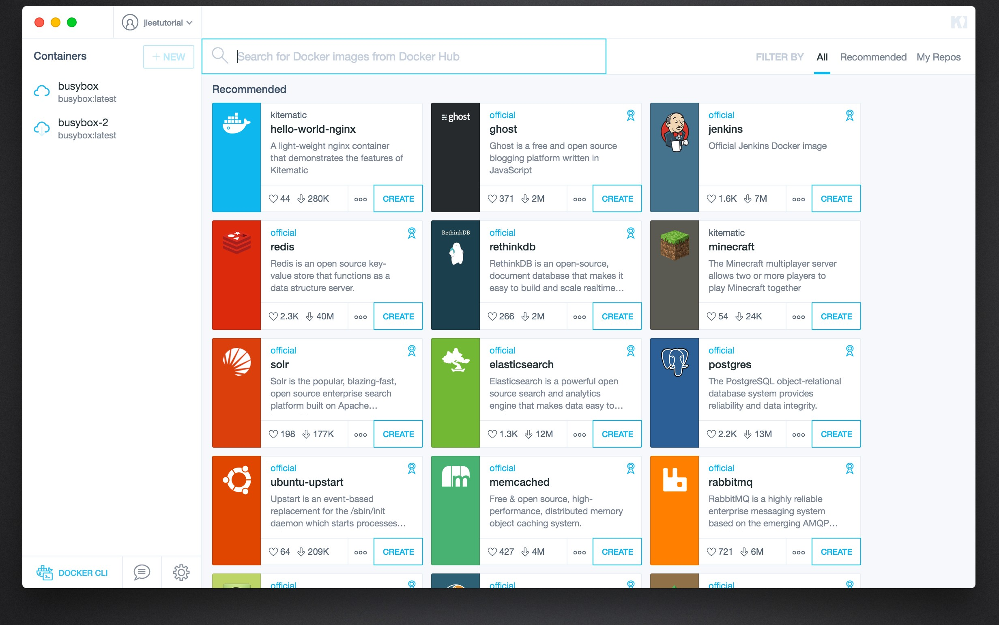 jleetutorial
Containers
+ NEW
busybox
busybox:latest
busybox-2
busybox:latest
DOCKER CLI
Search for Docker images from Docker Hub
FILTER BY All Recommended My Repos
Recommended
kitematic
hello-world-nginx
A light-weight nginx container
that demonstrates the features of
Kitematic
44 280K CREATE
ghost
official
ghost
Ghost is a free and open source
blogging platform written in
JavaScript
371 2M CREATE
official
jenkins
Official Jenkins Docker image
1.6K 7M CREATE
official
redis
Redis is an open source key-
value store that functions as a
data structure server.
2.3K 40M CREATE
RethinkDB
official
rethinkdb
RethinkDB is an open-source,
document database that makes it
easy to build and scale realtime…
266 2M CREATE
kitematic
minecraft
The Minecraft multiplayer server
allows two or more players to
play Minecraft together
54 24K CREATE
official
solr
Solr is the popular, blazing-fast,
open source enterprise search
platform built on Apache…
198 177K CREATE
official
elasticsearch
Elasticsearch is a powerful open
source search and analytics
engine that makes data easy to…
1.3K 12M CREATE
official
postgres
The PostgreSQL object-relational
database system provides
reliability and data integrity.
2.2K 13M CREATE
official
ubuntu-upstart
Upstart is an event-based
replacement for the /sbin/init
daemon which starts processes…
64 209K CREATE
m
official
memcached
Free & open source, high-
performance, distributed memory
object caching system.
427 4M CREATE
official
rabbitmq
RabbitMQ is a highly reliable
enterprise messaging system
based on the emerging AMQP…
721 6M CREATE
official
official
official